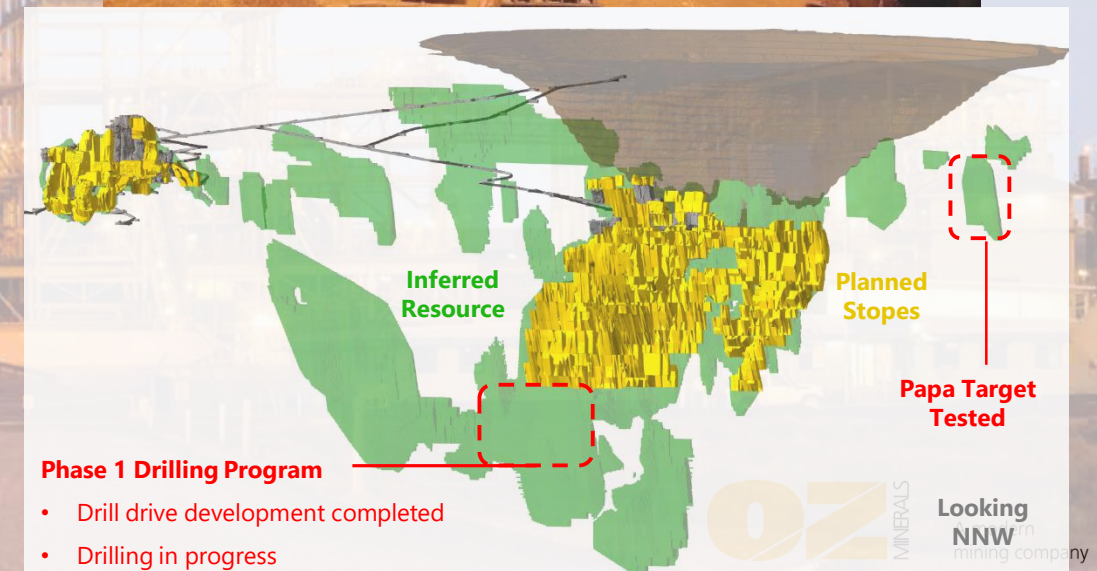 Inferred
Resource
Planned
Stopes
Papa Target
Tested
Phase 1 Drilling Program
• Drill drive development completed
• Drilling in progress
OZ
MINERALS
Looking
NNW
A modern
mining company